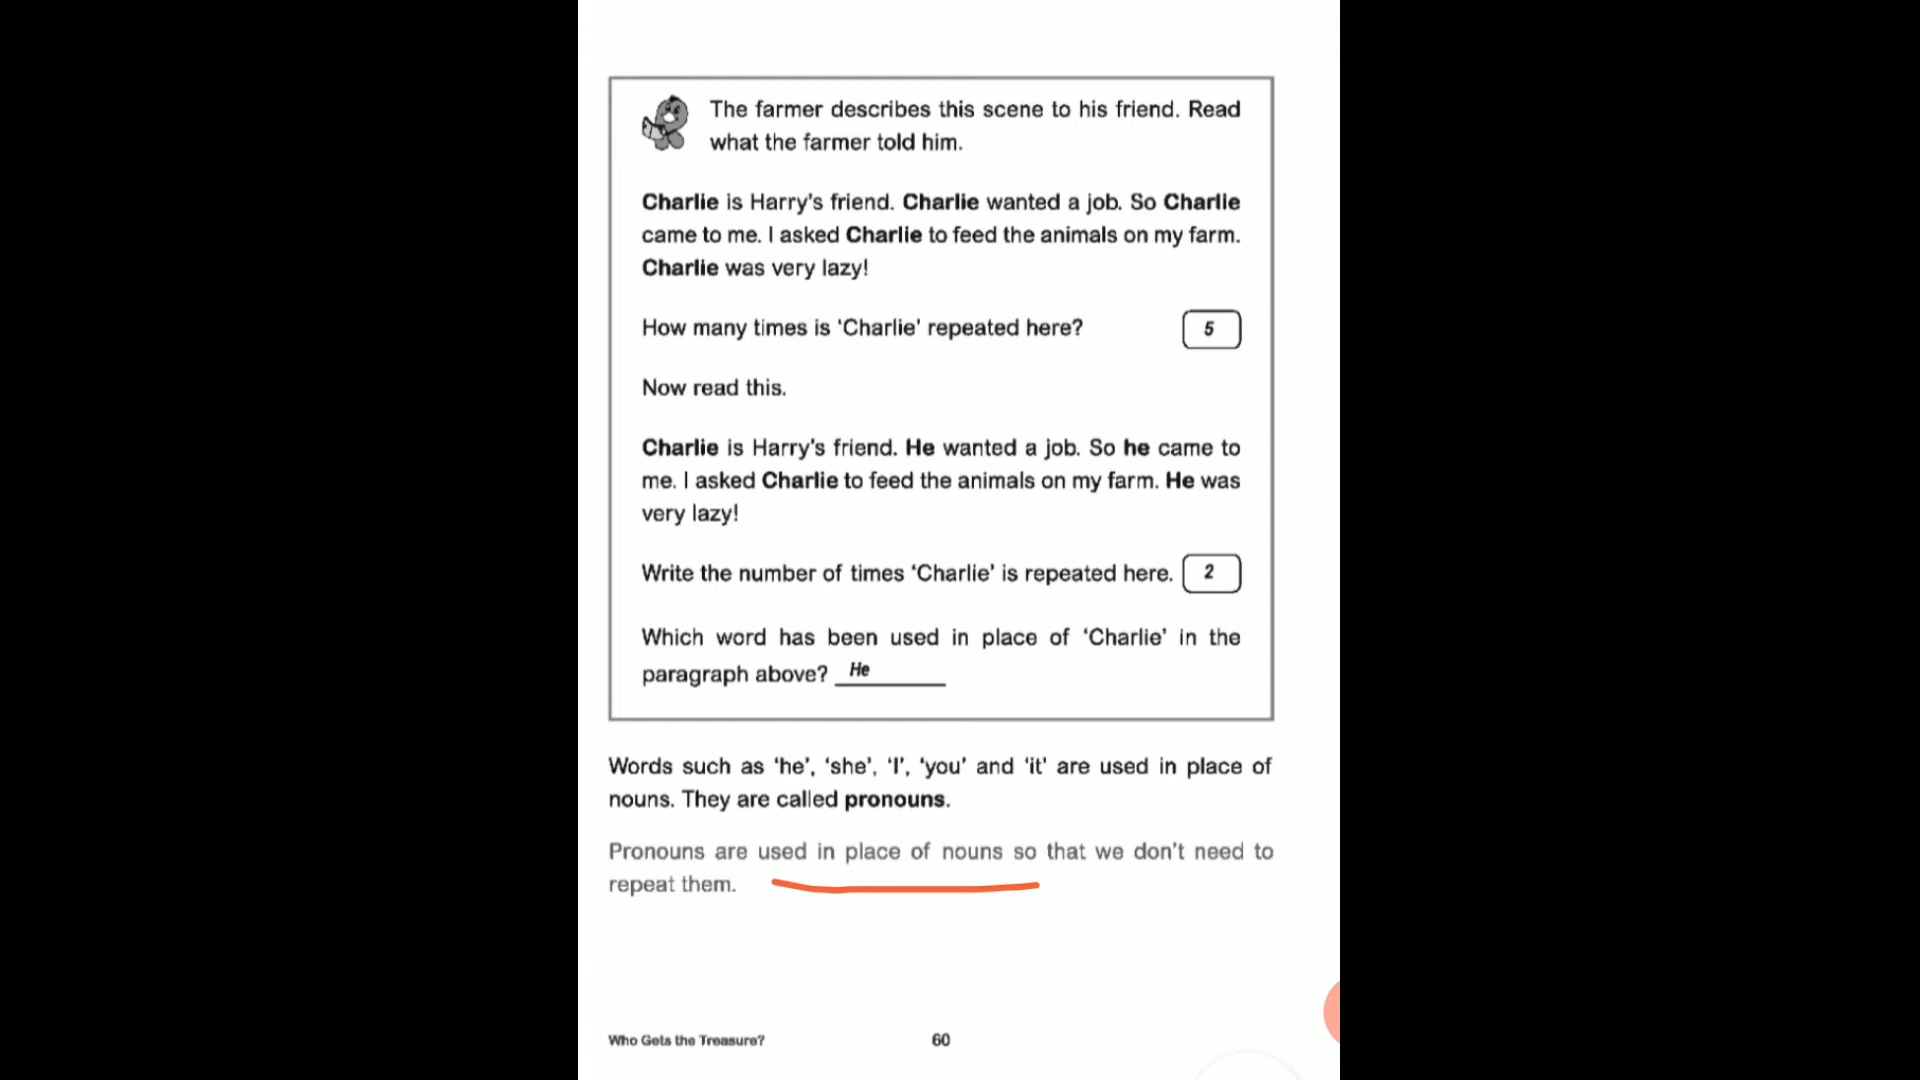 The farmer describes this scene to his friend. Read
what the farmer told him.
Charlie is Harry's friend. Charlie wanted a job. So Charlie
came to me. I asked Charlie to feed the animals on my farm.
Charlie was very lazy!
How many times is ‘Charlie’ repeated here? 5
Now read this.
Charlie is Harry's friend. He wanted a job. So he came to
me. I asked Charlie to feed the animals on my farm. He was
very lazy!
Write the number of times ‘Charlie’ is repeated here. 2
Which word has been used in place of ‘Charlie’ in the
paragraph above? He
Words such as ‘he’, ‘she’, ‘I’, ‘you’ and ‘it’ are used in place of
nouns. They are called pronouns.
Pronouns are used in place of nouns so that we don't need to
repeat them.
Who Gets the Treasure? 60